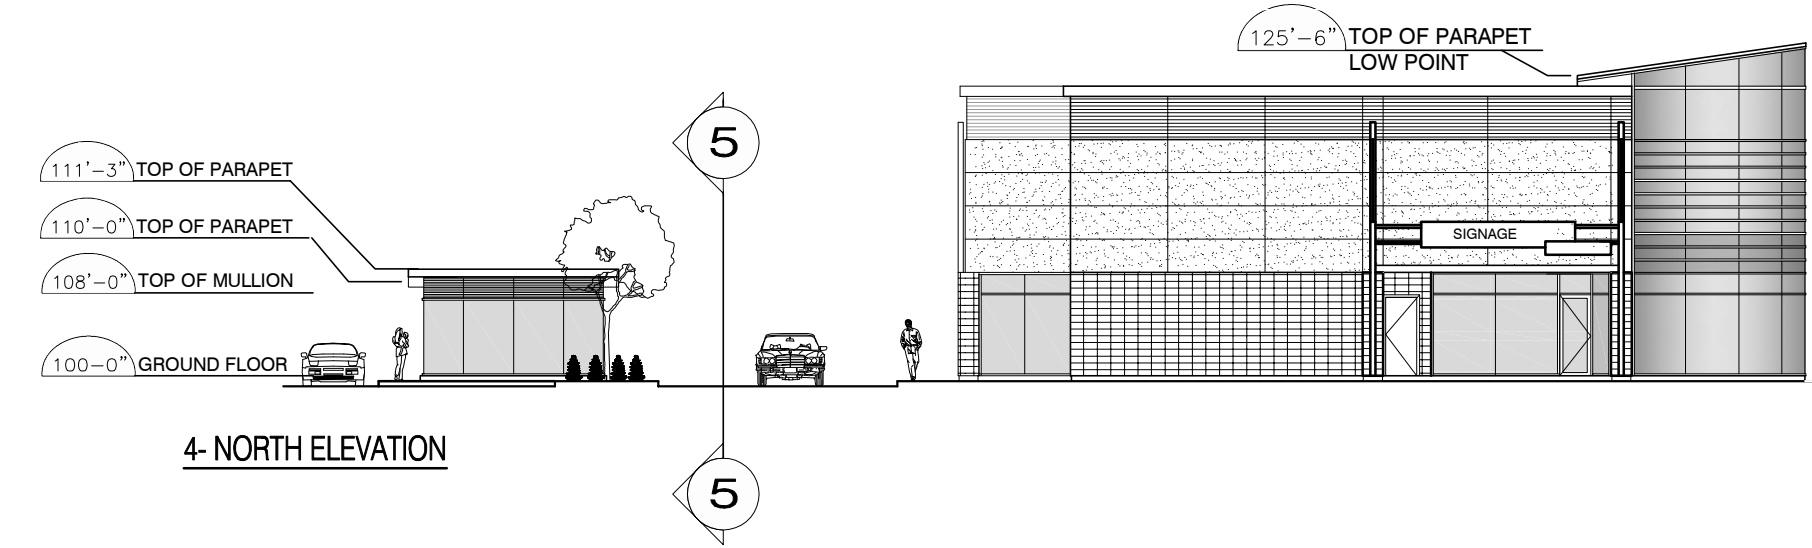 125'-6" TOP OF PARAPET
LOW POINT
5
111'-3" TOP OF PARAPET
110'-0" TOP OF PARAPET
SIGNAGE
108'-0" TOP OF MULLION
100-0" GROUND FLOOR
4- NORTH ELEVATION
5